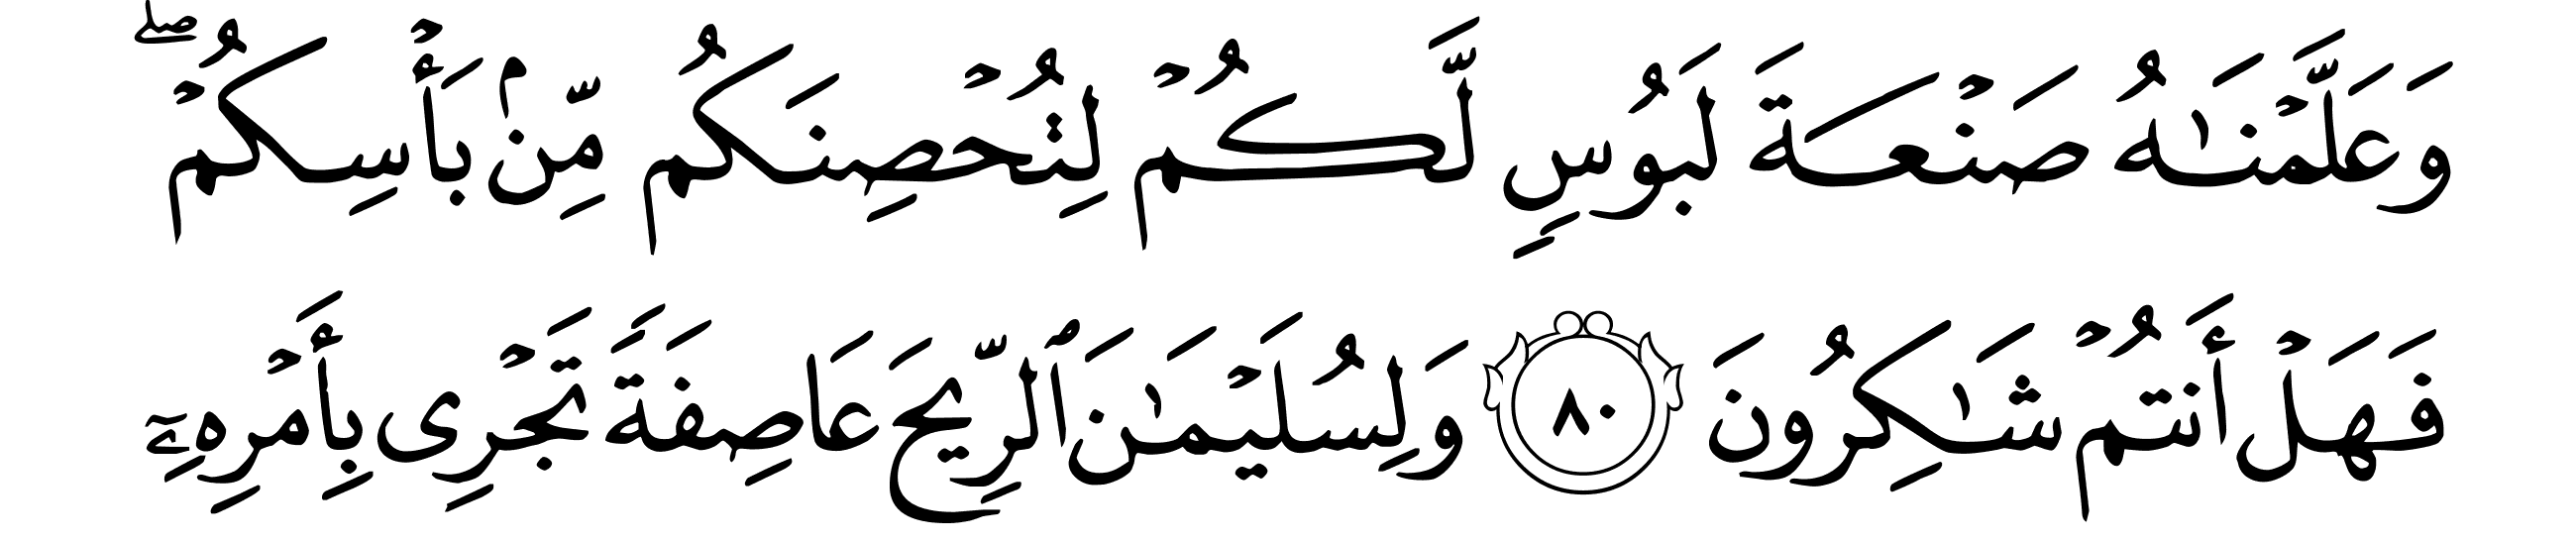 وَعَلَّمْنَٰهُ صَنْعَةَ لَبُوسٍ لَّكُمْ لِتُحْصِنَكُم مِّنۢ بَأْسِكُمْ ۖ
فَهَلْ أَنتُمْ شَٰكِرُونَ ٨٠ وَلِسُلَيْمَٰنَ ٱلرِّيحَ عَاصِفَةً تَجْرِى بِأَمْرِهِۦٓ